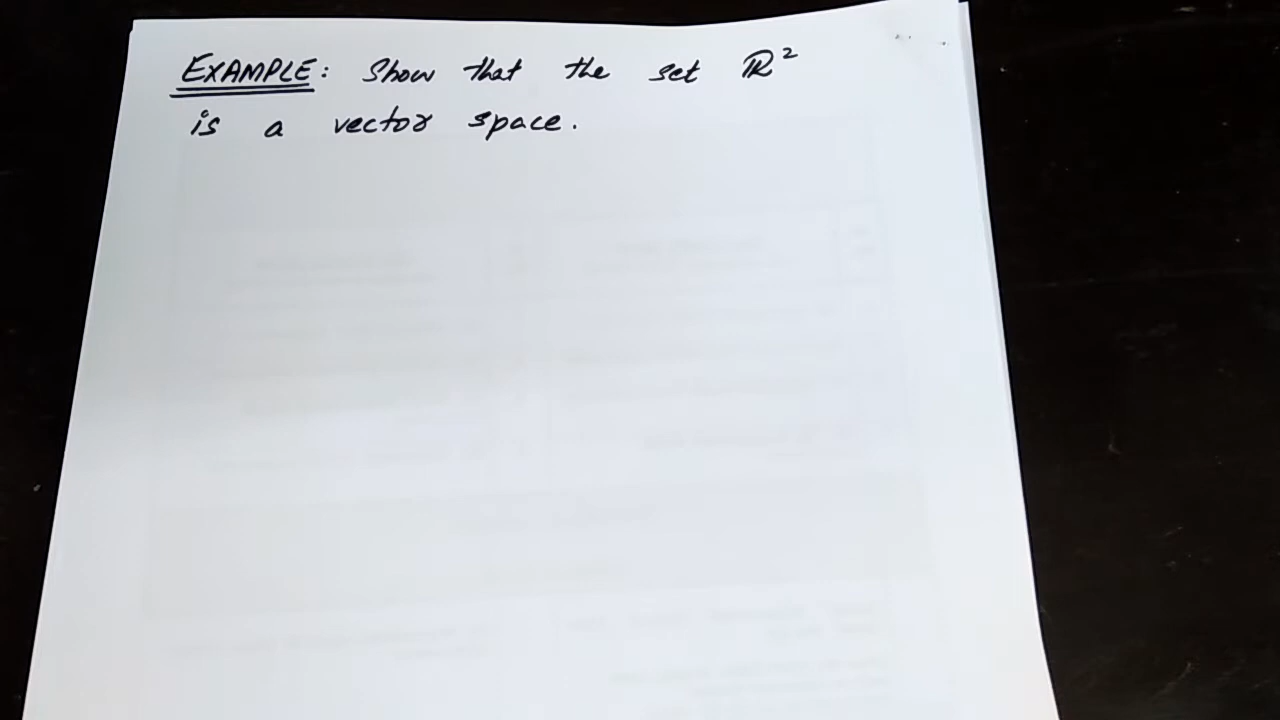 EXAMPLE: Show that the set ℝ²
is a vector space.